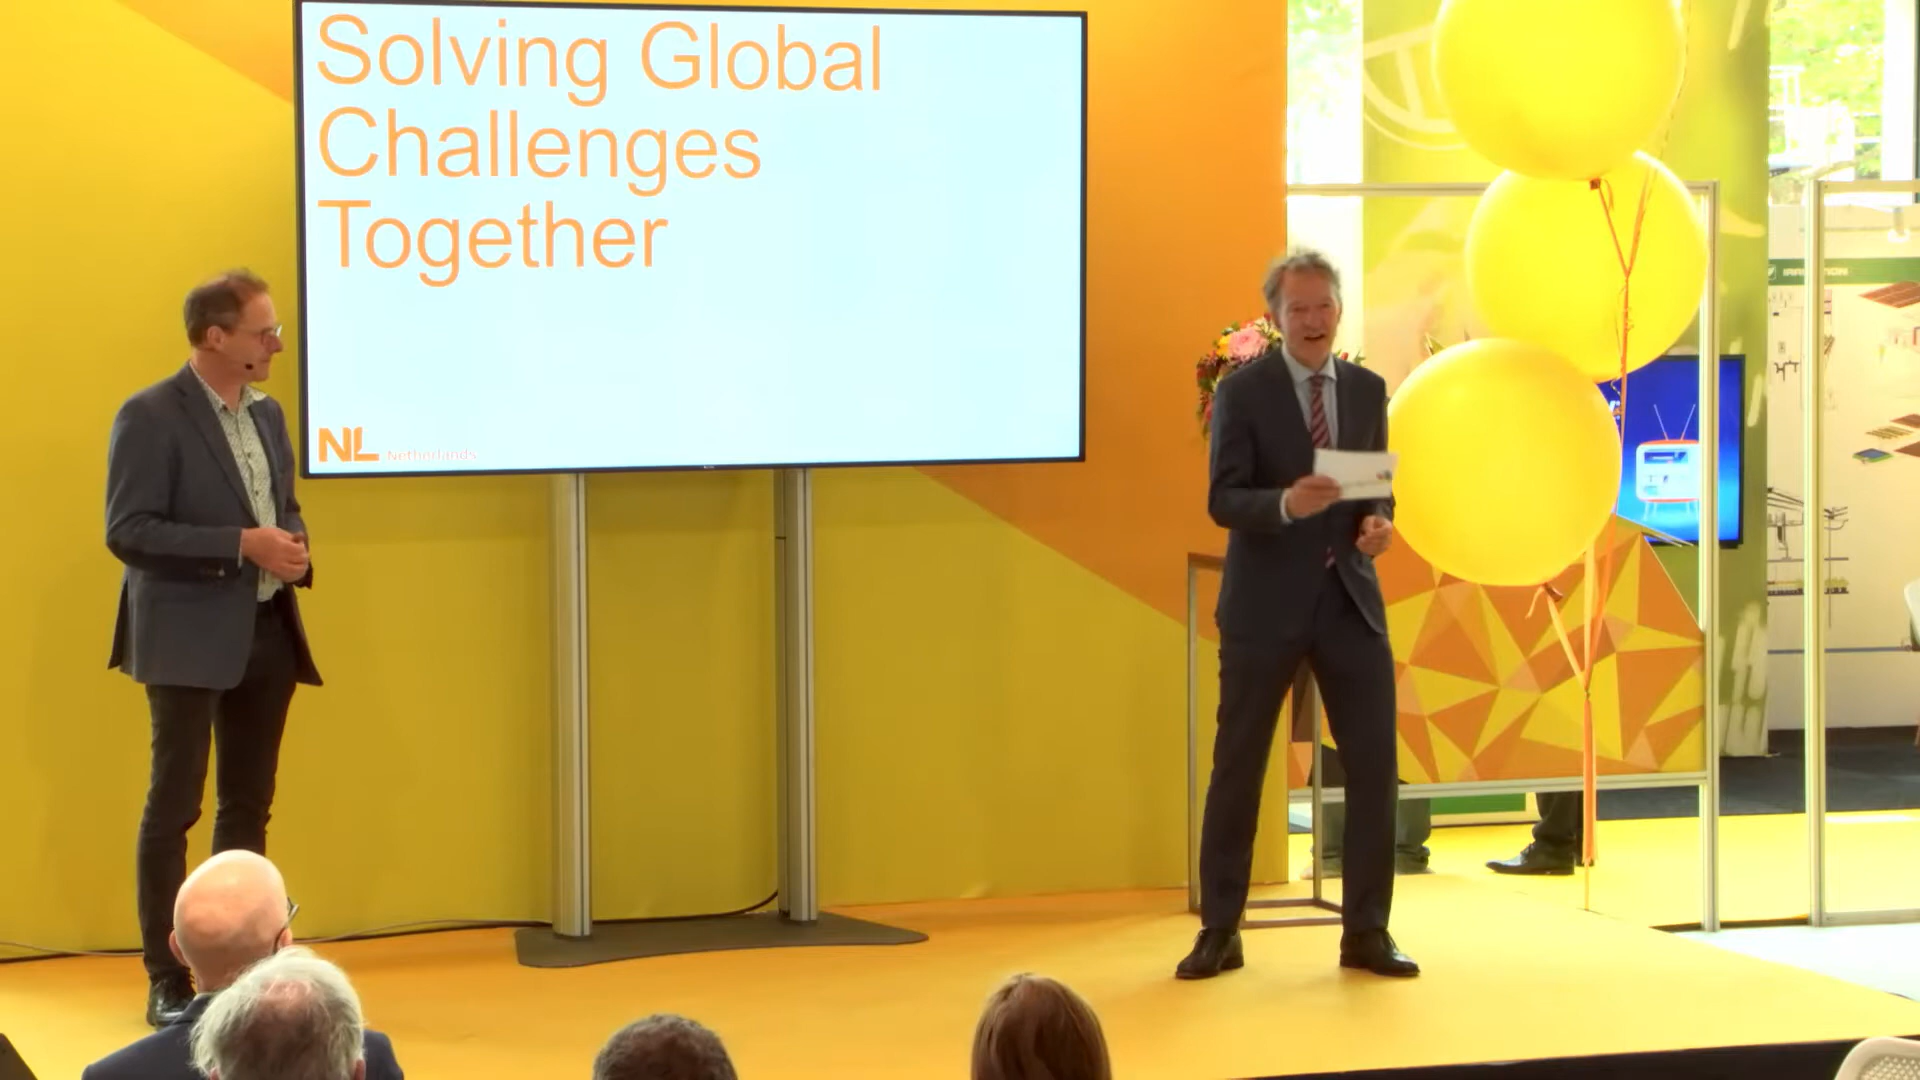 Solving Global
Challenges
Together
NL Netherlands